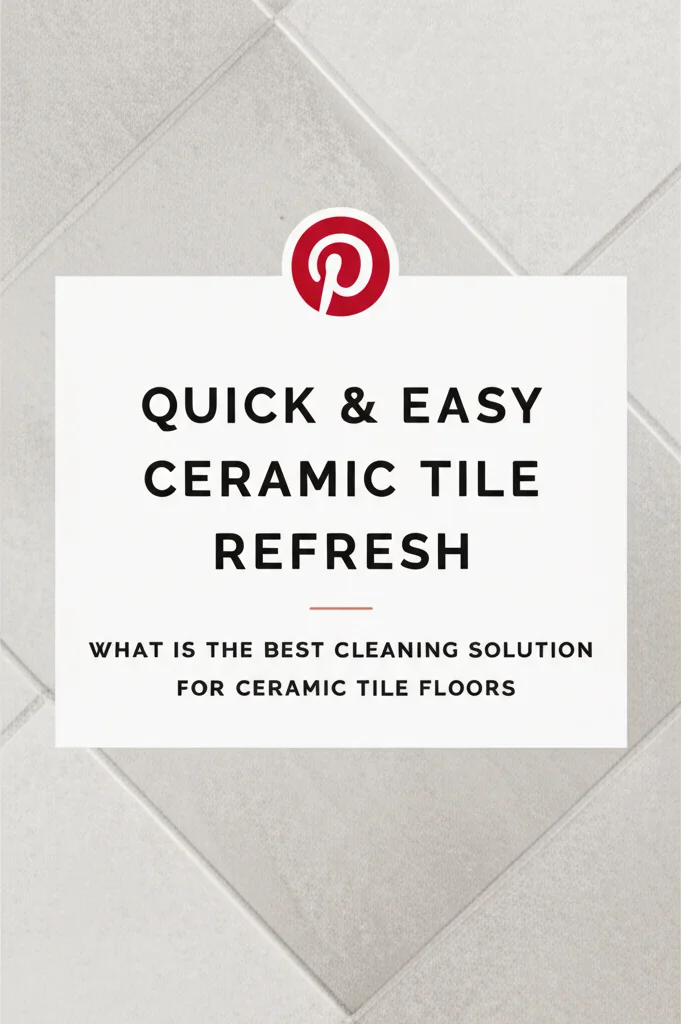 QUICK & EASY
CERAMIC TILE
REFRESH
WHAT IS THE BEST CLEANING SOLUTION
FOR CERAMIC TILE FLOORS